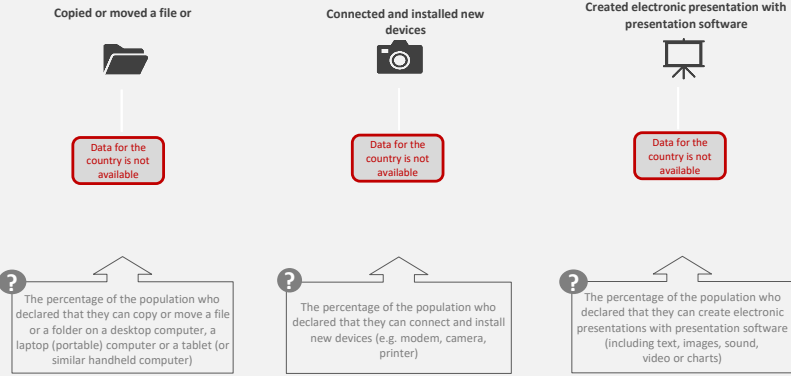 Copied or moved a file or
Connected and installed new
devices
Created electronic presentation with
presentation software
Data for the
country is not
available
Data for the
country is not
available
Data for the
country is not
available
?
The percentage of the population who
declared that they can copy or move a file
or a folder on a desktop computer, a
laptop (portable) computer or a tablet (or
similar handheld computer)
?
The percentage of the population who
declared that they can connect and install
new devices (e.g. modem, camera,
printer)
?
The percentage of the population who
declared that they can create electronic
presentations with presentation software
(including text, images, sound,
video or charts)